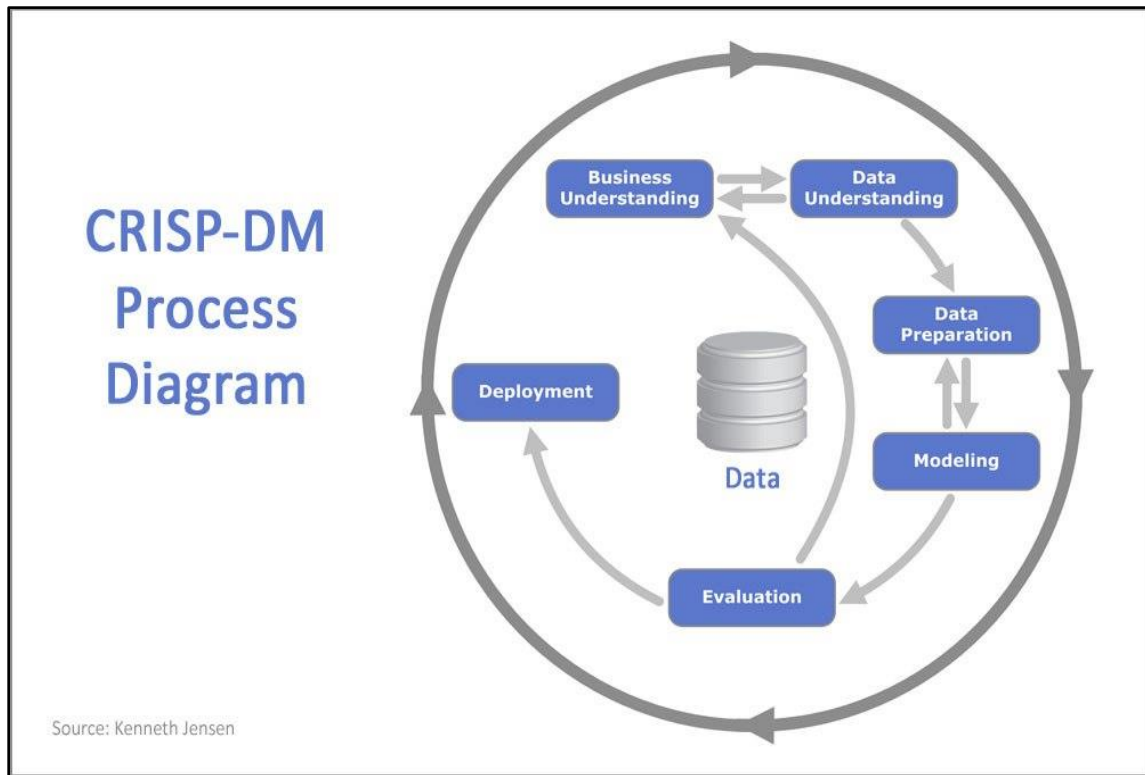 CRISP-DM
Process
Diagram
Business
Understanding
Data
Understanding
Data
Preparation
Modeling
Evaluation
Deployment
Data
Source: Kenneth Jensen